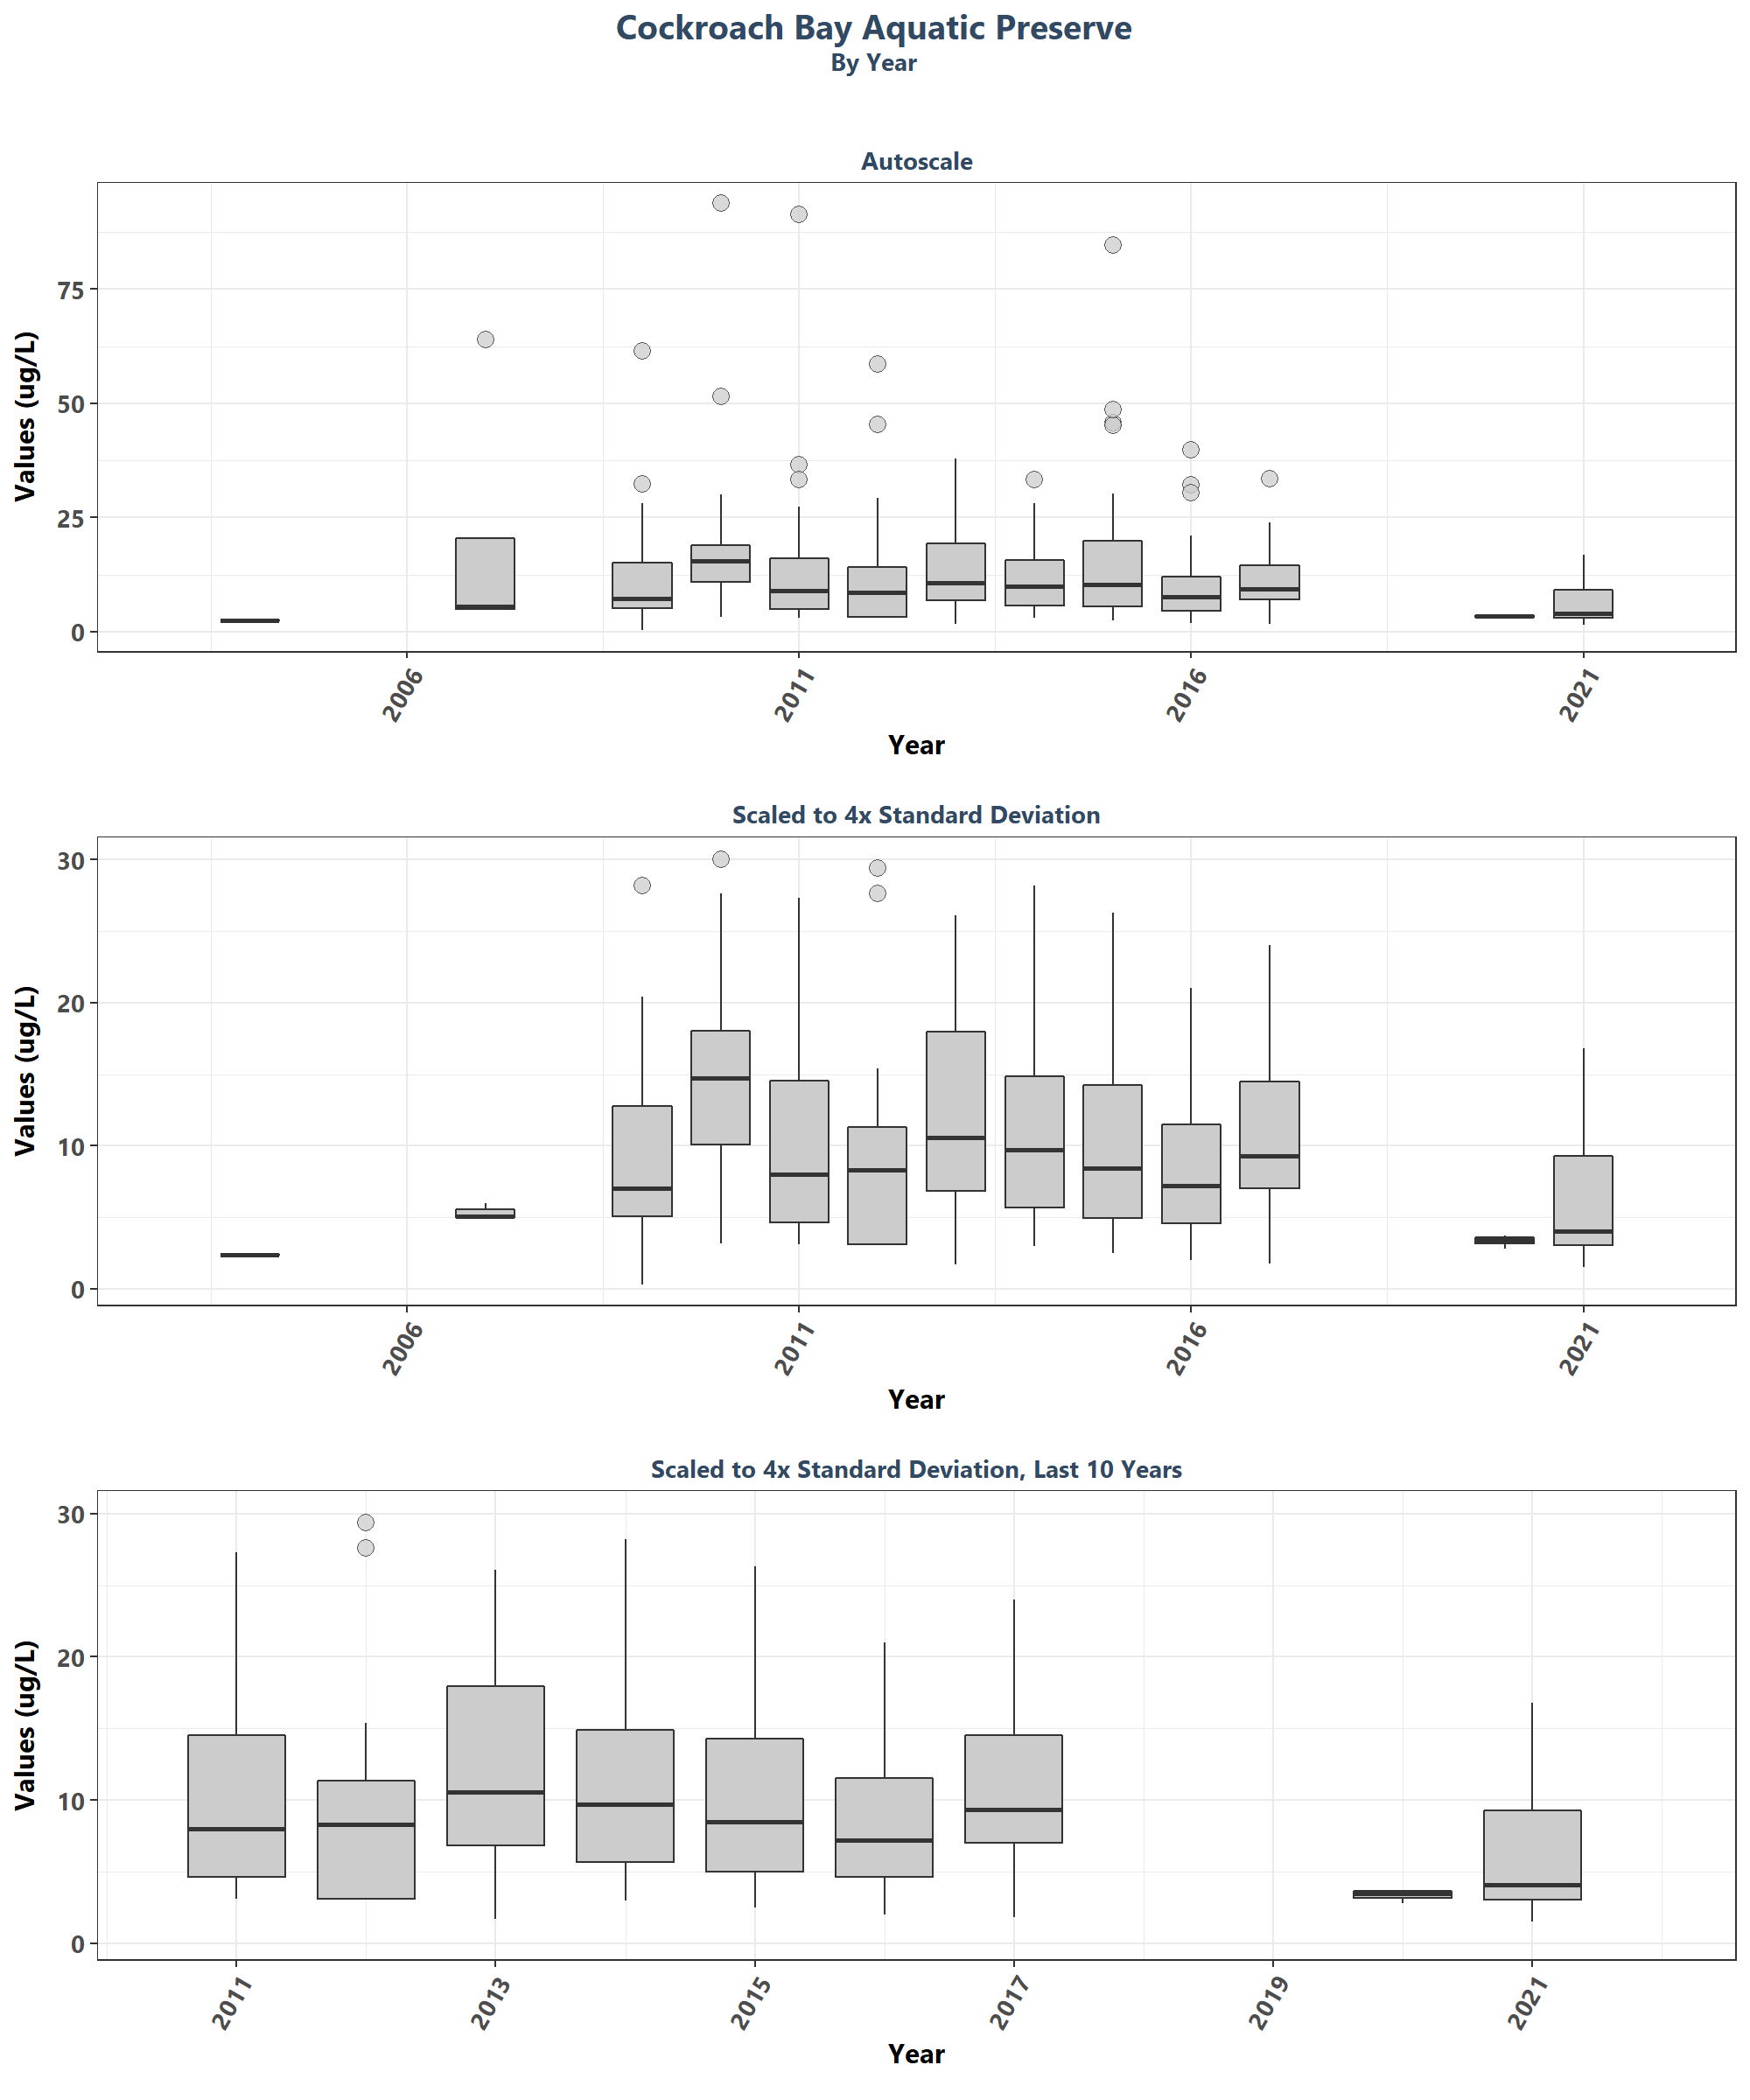 Cockroach Bay Aquatic Preserve
By Year
Autoscale
Values (ug/L)
75
50
25
0
2006
2011
2016
2021
Year
Scaled to 4x Standard Deviation
Values (ug/L)
30
20
10
0
2006
2011
2016
2021
Year
Scaled to 4x Standard Deviation, Last 10 Years
Values (ug/L)
30
20
10
0
2011
2013
2015
2017
2019
2021
Year